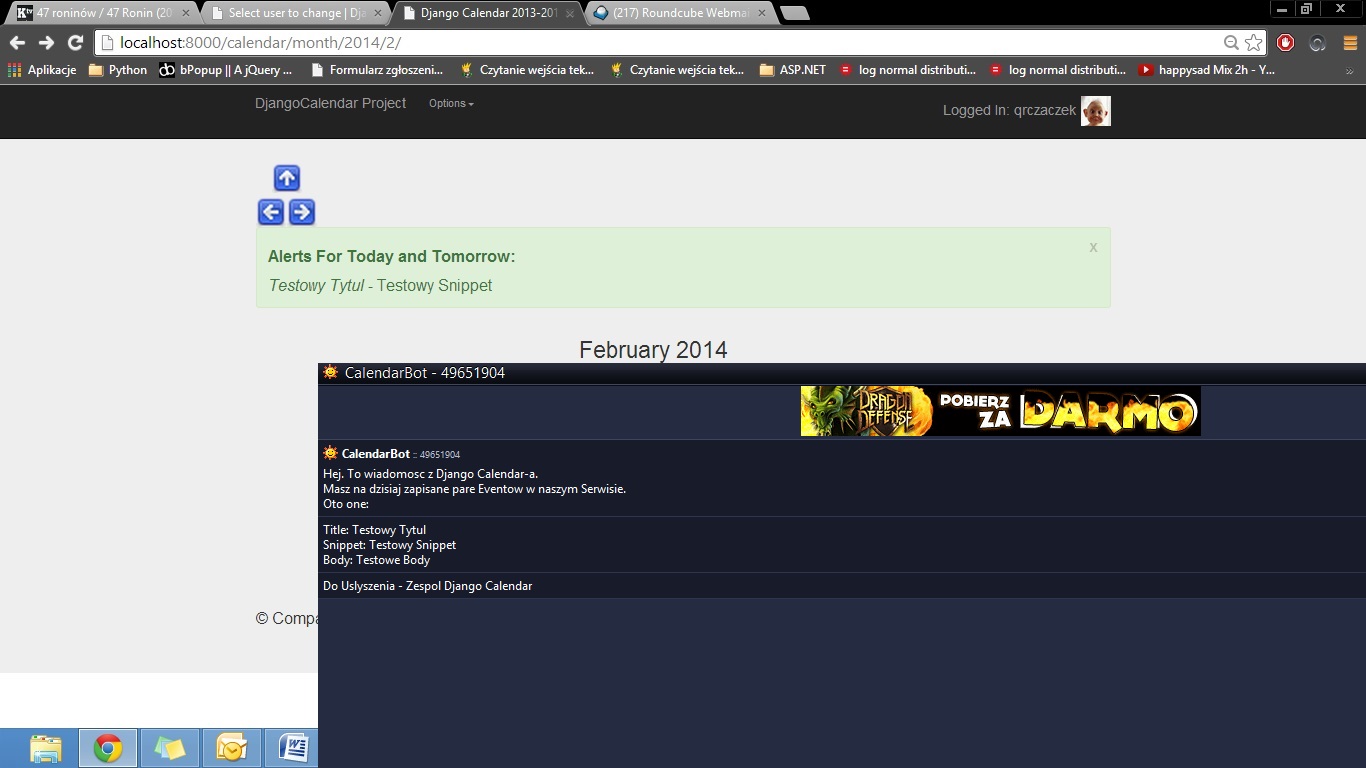 47 roninów / 47 Ronin (20
Select user to change | Dja
Django Calendar 2013-201
(217) Roundcube Webmai
localhost:8000/calendar/month/2014/2/
Aplikacje
Python
bPopup || A jQuery ...
Formularz zgłoszeni...
Czytanie wejścia tek...
Czytanie wejścia tek...
ASP.NET
log normal distributi...
log normal distributi...
happysad Mix 2h - Y...
DjangoCalendar Project
Options
Logged In: qrczaczek
Alerts For Today and Tomorrow:
x
Testowy Tytul - Testowy Snippet
February 2014
CalendarBot - 49651904
DRAGON DEFENSE
POBIERZ ZA DARMO
CalendarBot :: 49651904
Hej. To wiadomosc z Django Calendar-a.
Masz na dzisiaj zapisane pare Eventow w naszym Serwisie.
Oto one:
Title: Testowy Tytul
Snippet: Testowy Snippet
Body: Testowe Body
Do Uslyszenia - Zespol Django Calendar
© Compa